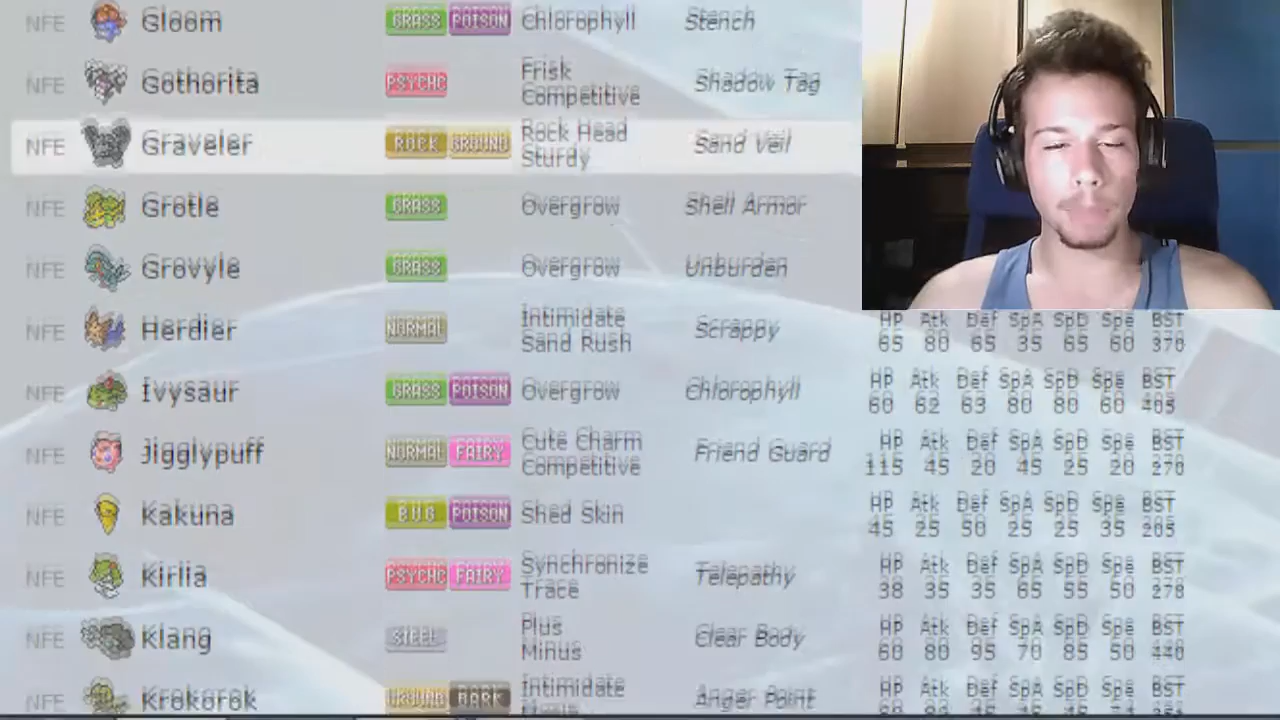 NFE Gloom GRASS POISON Chlorophyll Stench
NFE Gothorita PSYCHC Frisk Competitive Shadow Tag
NFE Graveler ROCK GROUND Rock Head Sturdy Sand Veil
NFE Grotle GRASS Overgrow Shell Armor
NFE Grovyle GRASS Overgrow Unburden
NFE Herdier NORMAL Intimidate Sand Rush Scrappy HP 65 Atk 80 Def 65 SpA 35 SpD 65 Spe 60 BST 370
NFE Ivysaur GRASS POISON Overgrow Chlorophyll HP 60 Atk 62 Def 63 SpA 80 SpD 80 Spe 60 BST 405
NFE Jigglypuff NORMAL FAIRY Cute Charm Competitive Friend Guard HP 115 Atk 45 Def 20 SpA 45 SpD 25 Spe 20 BST 270
NFE Kakuna BUG POISON Shed Skin HP 45 Atk 25 Def 50 SpA 25 SpD 25 Spe 35 BST 205
NFE Kirlia PSYCHC FAIRY Synchronize Trace Telepathy HP 38 Atk 35 Def 35 SpA 65 SpD 55 Spe 50 BST 278
NFE Klang STEEL Plus Minus Clear Body HP 60 Atk 80 Def 95 SpA 70 SpD 85 Spe 50 BST 440
NFE Krokorok GROUND DARK Intimidate Anger Point HP Atk Def SpA SpD Spe BST